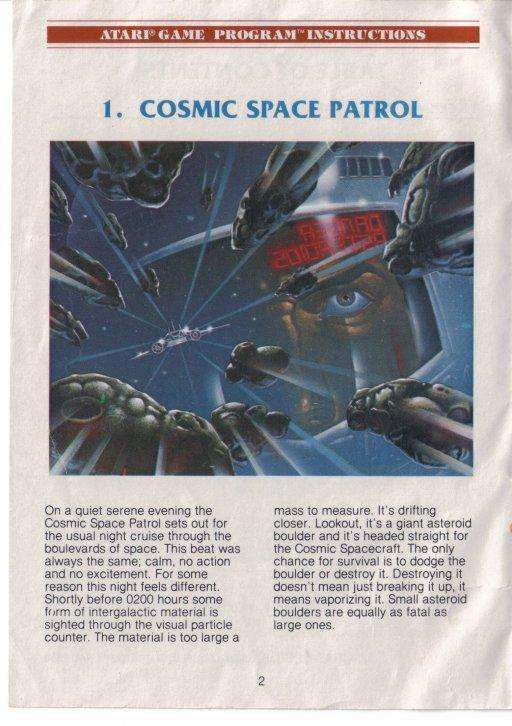 ATARI® GAME PROGRAM™ INSTRUCTIONS
1. COSMIC SPACE PATROL
On a quiet serene evening the
Cosmic Space Patrol sets out for
the usual night cruise through the
boulevards of space. This beat was
always the same; calm, no action
and no excitement. For some
reason this night feels different.
Shortly before 0200 hours some
form of intergalactic material is
sighted through the visual particle
counter. The material is too large a
mass to measure. It's drifting
closer. Lookout, it's a giant asteroid
boulder and it's headed straight for
the Cosmic Spacecraft. The only
chance for survival is to dodge the
boulder or destroy it. Destroying it
doesn't mean just breaking it up, it
means vaporizing it. Small asteroid
boulders are equally as fatal as
large ones.
2